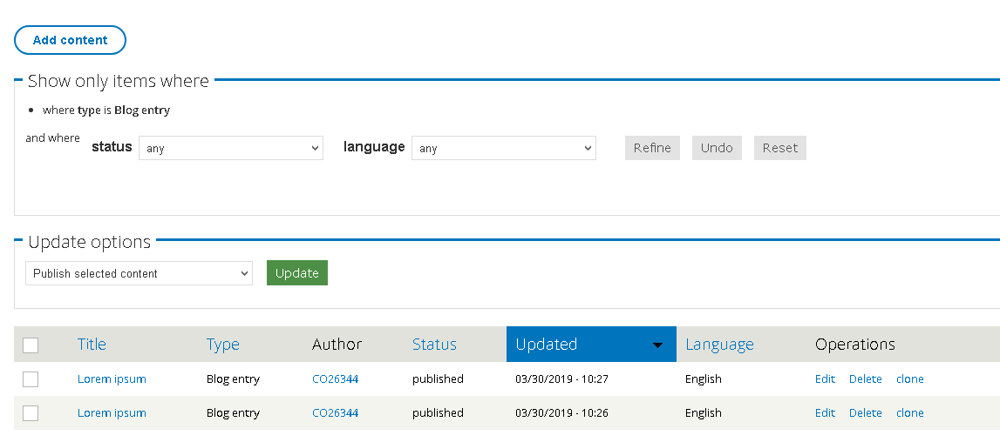 Add content
Show only items where
• where type is Blog entry
and where status any language any Refine Undo Reset
Update options
Publish selected content Update
Title Type Author Status Updated Language Operations
Lorem ipsum Blog entry CO26344 published 03/30/2019 - 10:27 English Edit Delete clone
Lorem ipsum Blog entry CO26344 published 03/30/2019 - 10:26 English Edit Delete clone